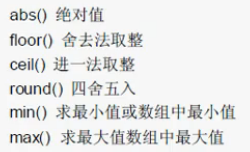 abs() 绝对值
floor() 舍去法取整
ceil() 进一法取整
round() 四舍五入
min() 求最小值或数组中最小值
max() 求最大值数组中最大值